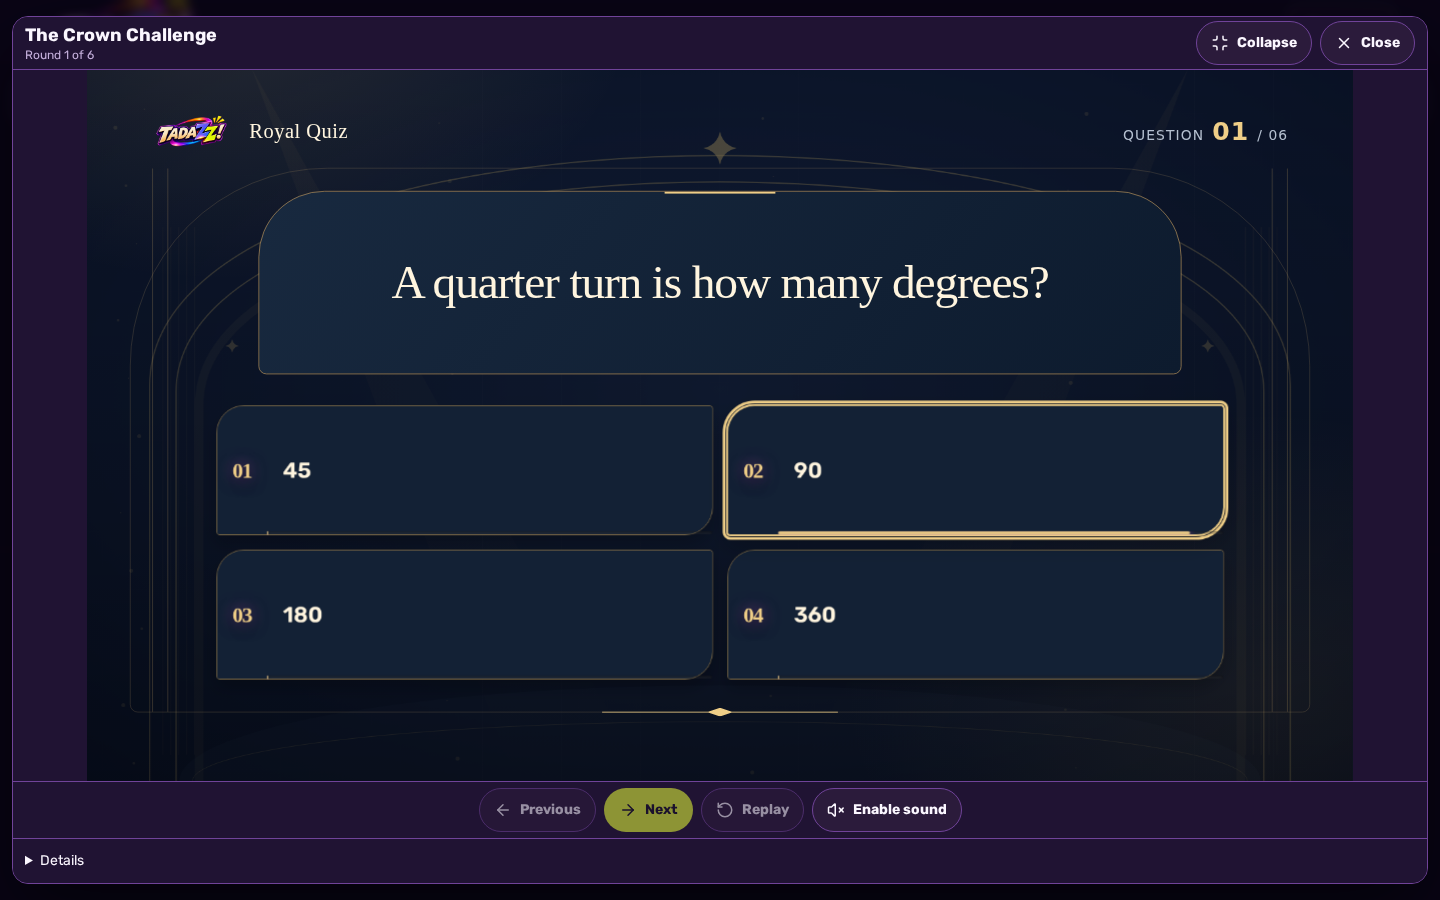 The Crown Challenge
Round 1 of 6
Collapse
Close
TADAZZ!
Royal Quiz
QUESTION 01 / 06
A quarter turn is how many degrees?
01 45
02 90
03 180
04 360
Previous
Next
Replay
Enable sound
Details